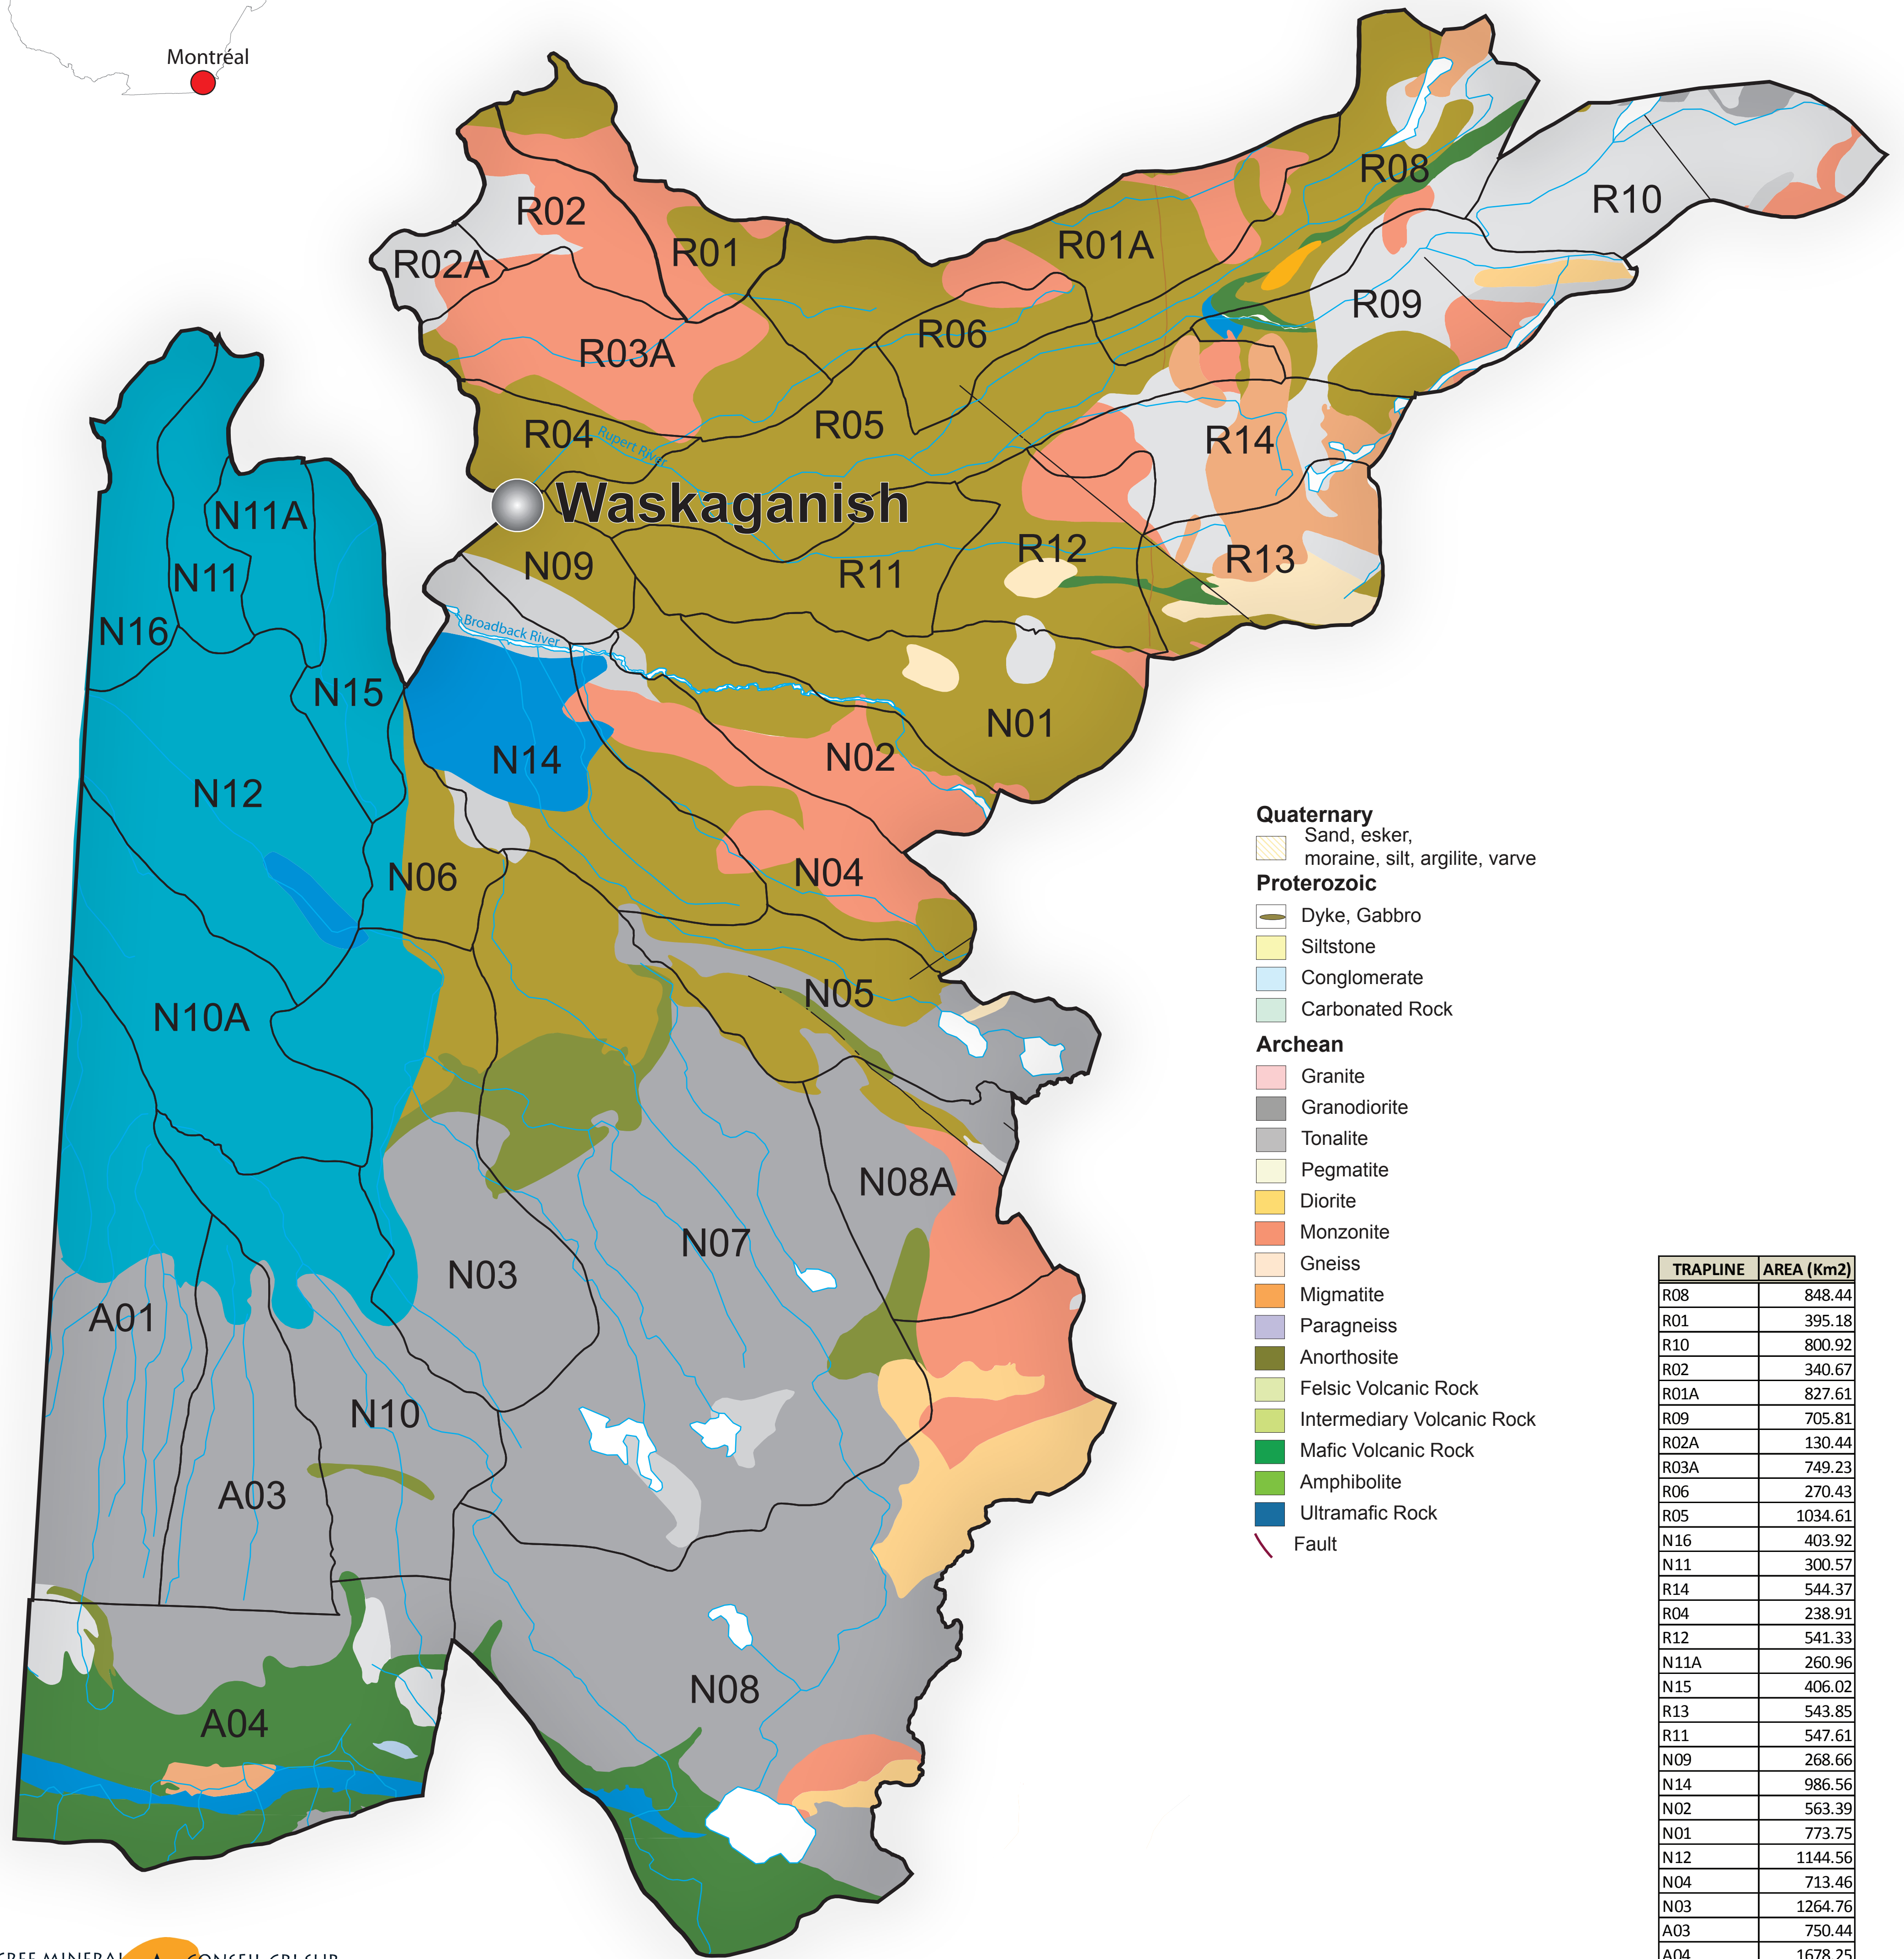 Montréal
R08
R10
R02
R01
R01A
R02A
R09
R06
R03A
R04
Rupert River
R05
R14
Waskaganish
N11A
N09
R11
R12
R13
N11
N16
Broadback River
N15
N01
N14
N02
N12
N06
N04
N05
N10A
N08A
N07
N03
A01
N10
A03
N08
A04
Quaternary
Sand, esker,
moraine, silt, argilite, varve
Proterozoic
Dyke, Gabbro
Siltstone
Conglomerate
Carbonated Rock
Archean
Granite
Granodiorite
Tonalite
Pegmatite
Diorite
Monzonite
Gneiss
Migmatite
Paragneiss
Anorthosite
Felsic Volcanic Rock
Intermediary Volcanic Rock
Mafic Volcanic Rock
Amphibolite
Ultramafic Rock
Fault
TRAPLINE AREA (Km2)
R08 848.44
R01 395.18
R10 800.92
R02 340.67
R01A 827.61
R09 705.81
R02A 130.44
R03A 749.23
R06 270.43
R05 1034.61
N16 403.92
N11 300.57
R14 544.37
R04 238.91
R12 541.33
N11A 260.96
N15 406.02
R13 543.85
R11 547.61
N09 268.66
N14 986.56
N02 563.39
N01 773.75
N12 1144.56
N04 713.46
N03 1264.76
A03 750.44
A04 1678.25
CREE MINERAL CONSEIL CRI SUR